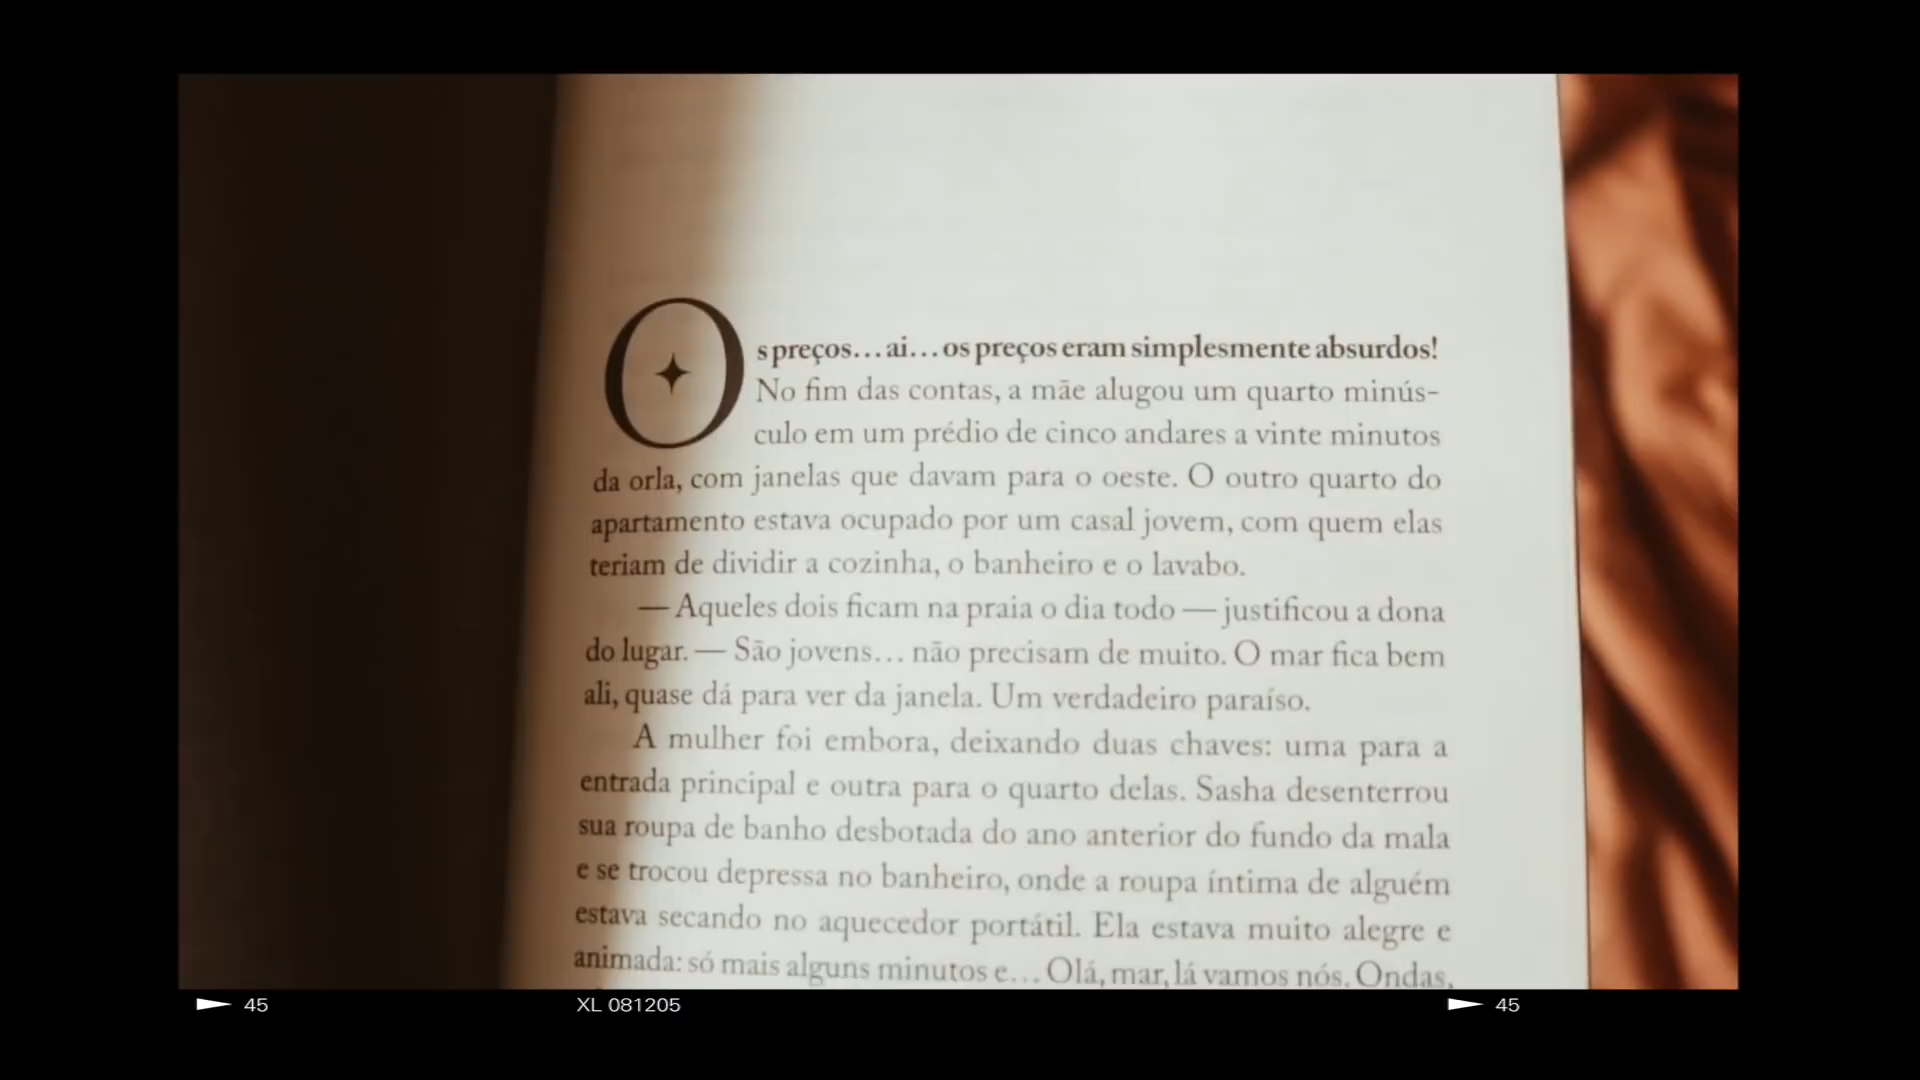 Os preços... ai... os preços eram simplesmente absurdos!
No fim das contas, a mãe alugou um quarto minús-
culo em um prédio de cinco andares a vinte minutos
da orla, com janelas que davam para o oeste. O outro quarto do
apartamento estava ocupado por um casal jovem, com quem elas
teriam de dividir a cozinha, o banheiro e o lavabo.
— Aqueles dois ficam na praia o dia todo — justificou a dona
do lugar. — São jovens... não precisam de muito. O mar fica bem
ali, quase dá para ver da janela. Um verdadeiro paraíso.
A mulher foi embora, deixando duas chaves: uma para a
entrada principal e outra para o quarto delas. Sasha desenterrou
sua roupa de banho desbotada do ano anterior do fundo da mala
e se trocou depressa no banheiro, onde a roupa íntima de alguém
estava secando no aquecedor portátil. Ela estava muito alegre e
animada: só mais alguns minutos e... Olá, mar, lá vamos nós. Ondas,
45 XL 081205 45